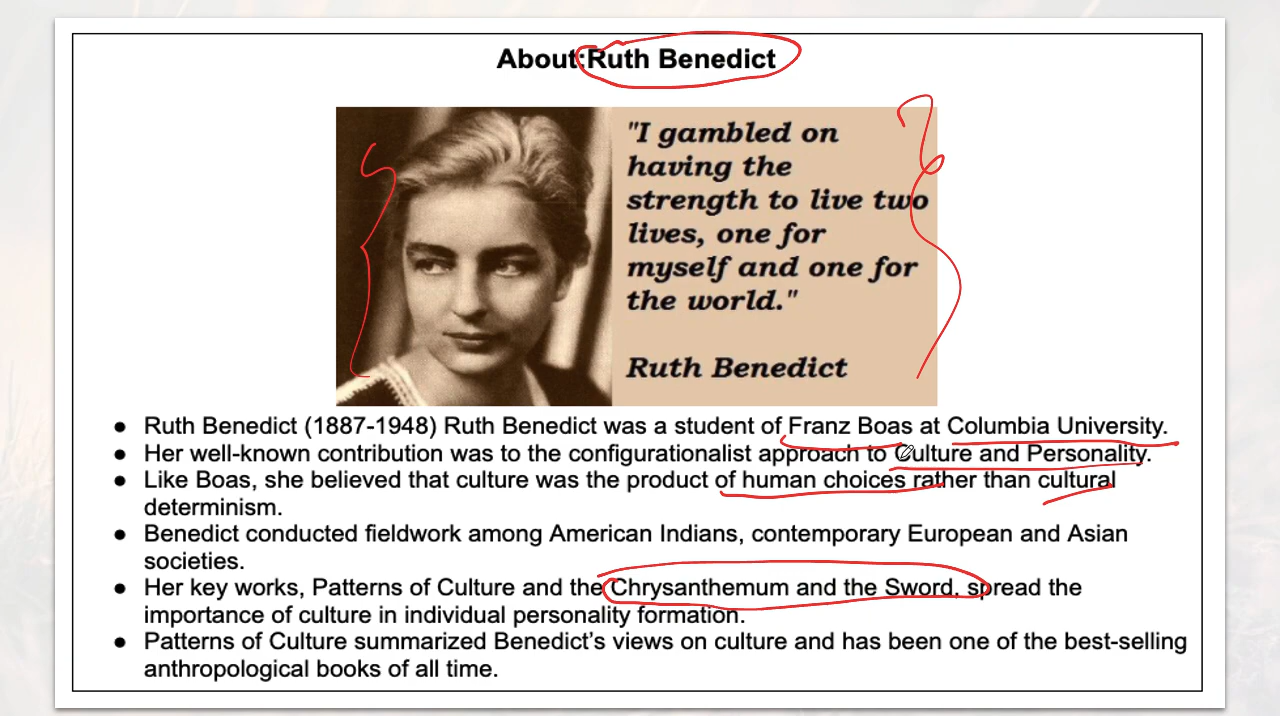 About:Ruth Benedict
"I gambled on
having the
strength to live two
lives, one for
myself and one for
the world."
Ruth Benedict
● Ruth Benedict (1887-1948) Ruth Benedict was a student of Franz Boas at Columbia University.
● Her well-known contribution was to the configurationalist approach to Culture and Personality.
● Like Boas, she believed that culture was the product of human choices rather than cultural
determinism.
● Benedict conducted fieldwork among American Indians, contemporary European and Asian
societies.
● Her key works, Patterns of Culture and the Chrysanthemum and the Sword, spread the
importance of culture in individual personality formation.
● Patterns of Culture summarized Benedict's views on culture and has been one of the best-selling
anthropological books of all time.